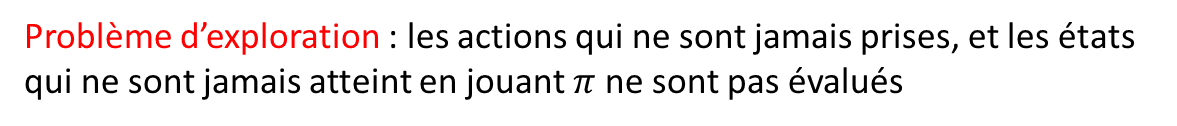 Problème d’exploration : les actions qui ne sont jamais prises, et les états
qui ne sont jamais atteint en jouant 𝜋 ne sont pas évalués